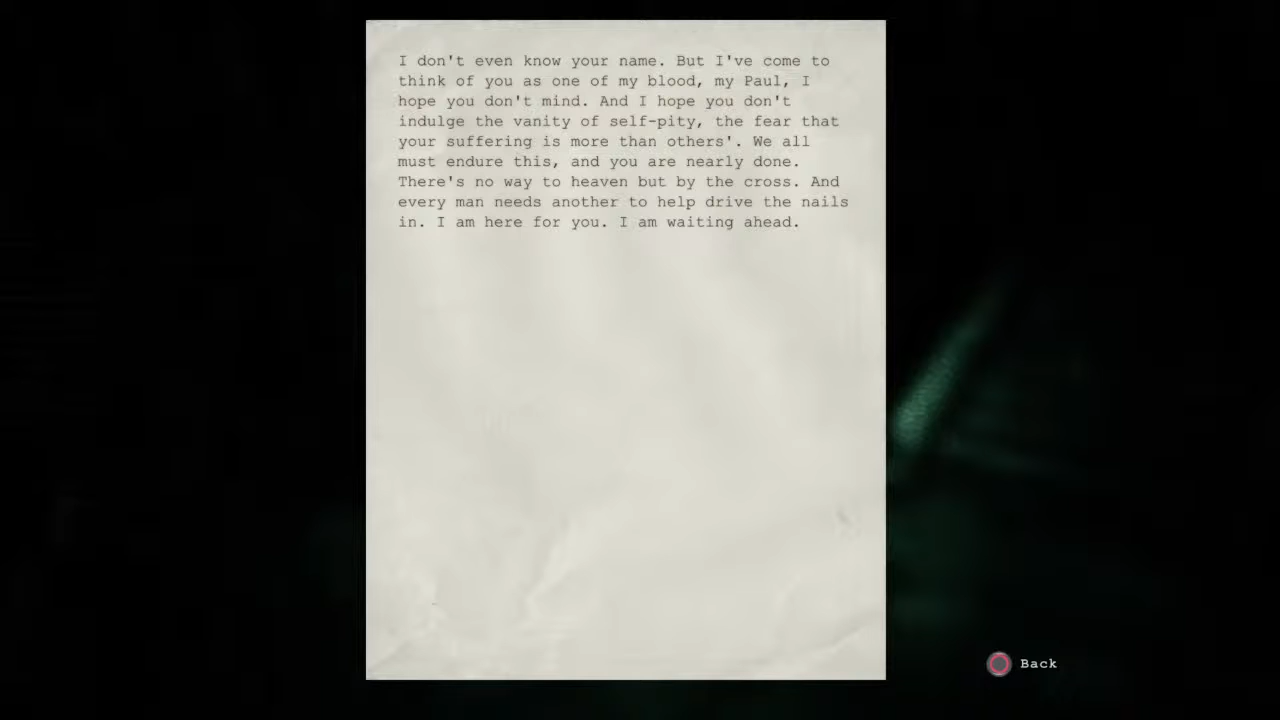 I don't even know your name. But I've come to
think of you as one of my blood, my Paul, I
hope you don't mind. And I hope you don't
indulge the vanity of self-pity, the fear that
your suffering is more than others'. We all
must endure this, and you are nearly done.
There's no way to heaven but by the cross. And
every man needs another to help drive the nails
in. I am here for you. I am waiting ahead.
Back